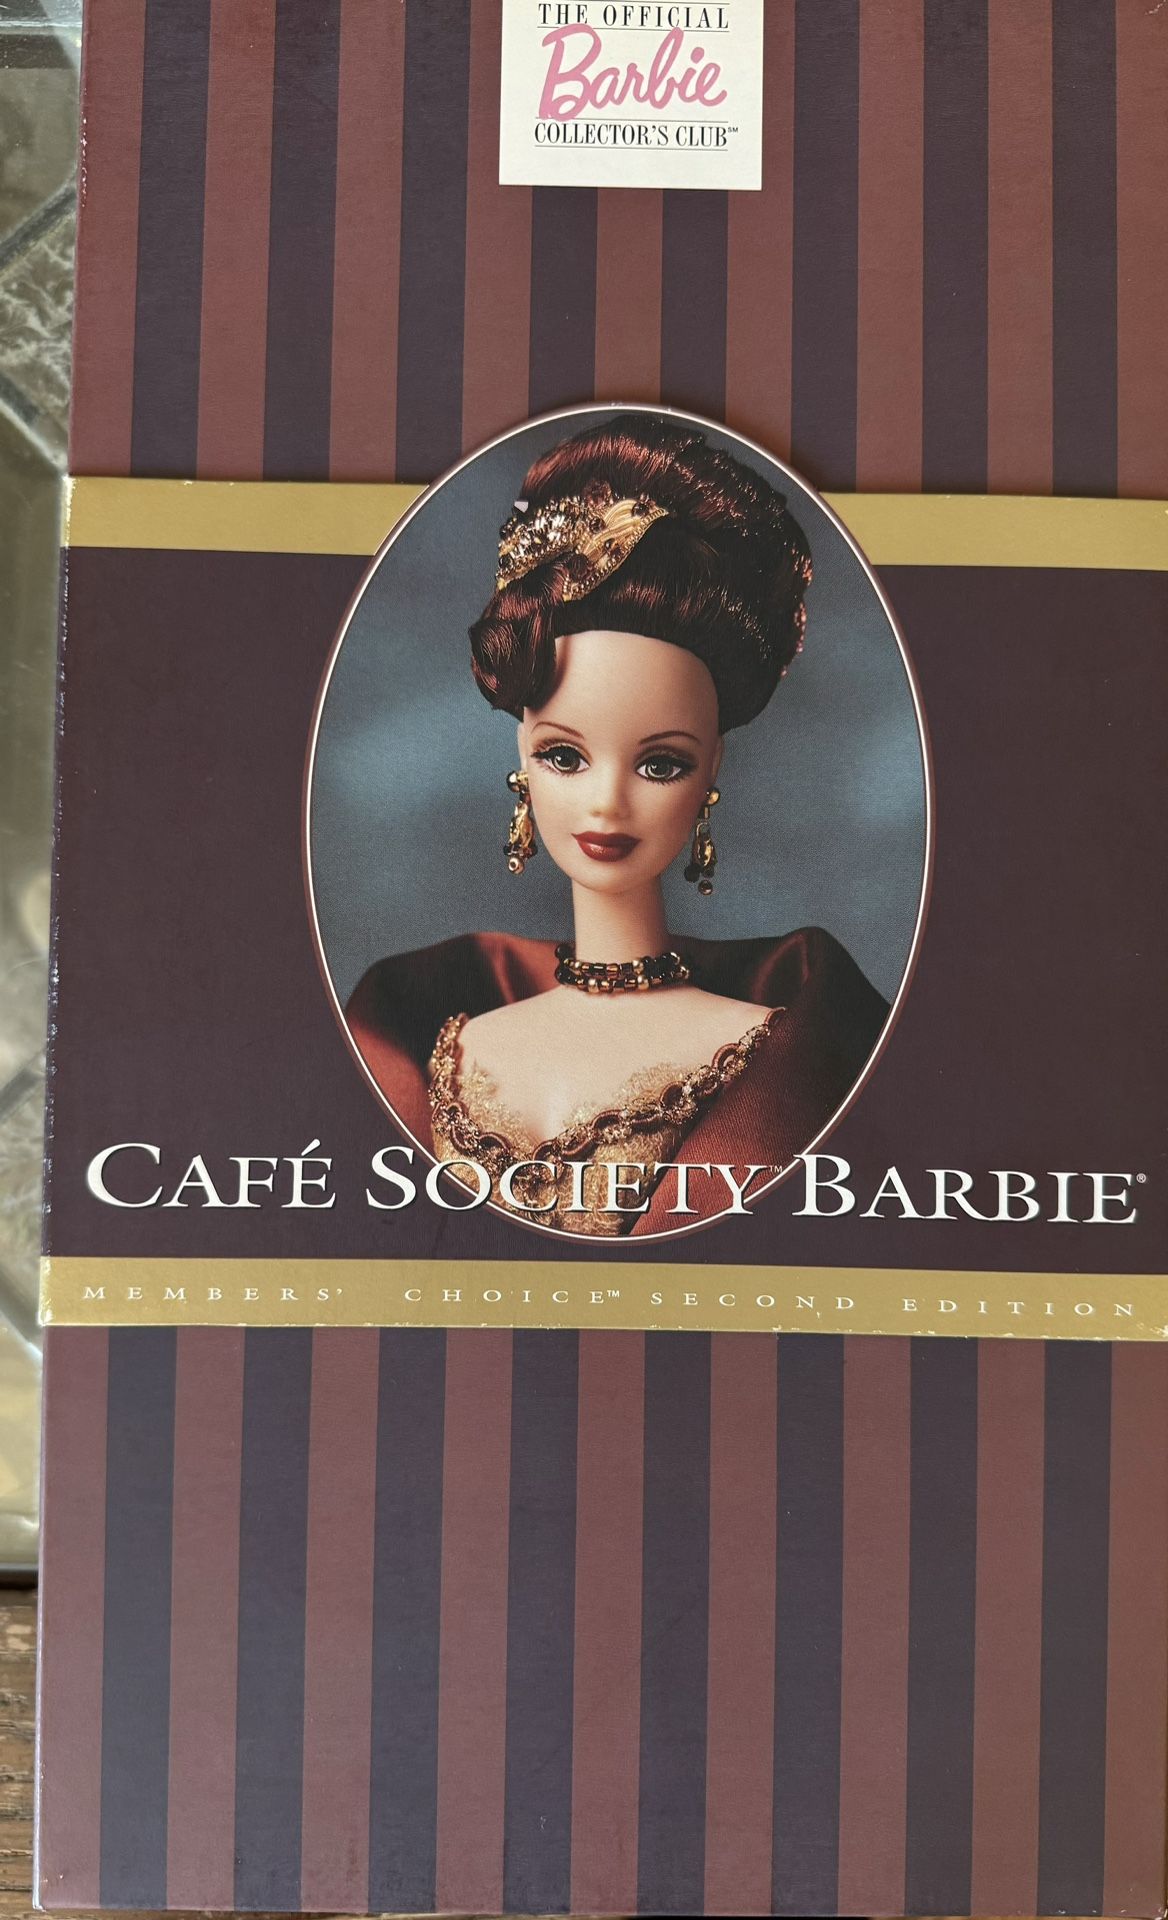 THE OFFICIAL
Barbie
COLLECTOR'S CLUB℠
CAFÉ SOCIETY™ BARBIE®
MEMBERS' CHOICE™ SECOND EDITION